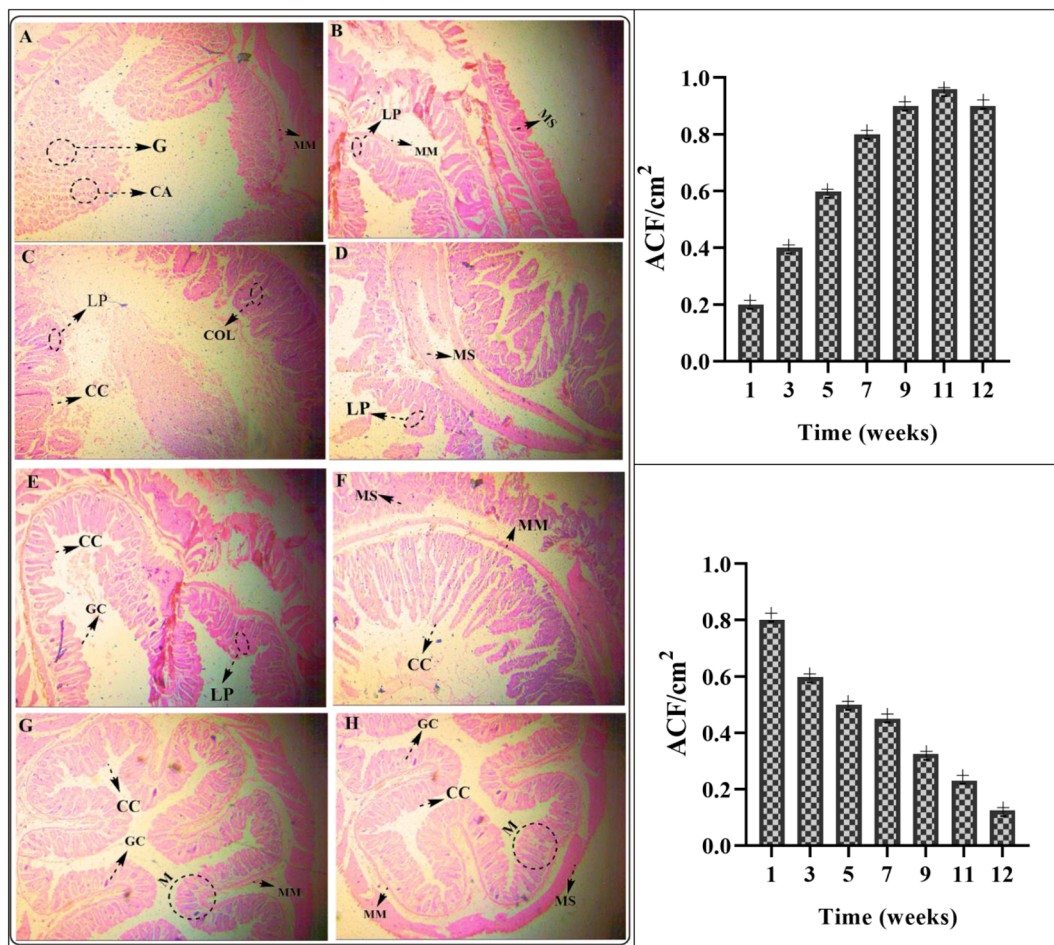 A
G
CA
MM
B
LP
MM
MS
C
LP
COL
CC
D
MS
LP
E
CC
GC
LP
F
MS
MM
CC
G
CC
GC
M
MM
H
GC
CC
M
MM
MS
ACF/cm²
1.0
0.8
0.6
0.4
0.2
0.0
1 3 5 7 9 11 12
Time (weeks)
ACF/cm²
1.0
0.8
0.6
0.4
0.2
0.0
1 3 5 7 9 11 12
Time (weeks)